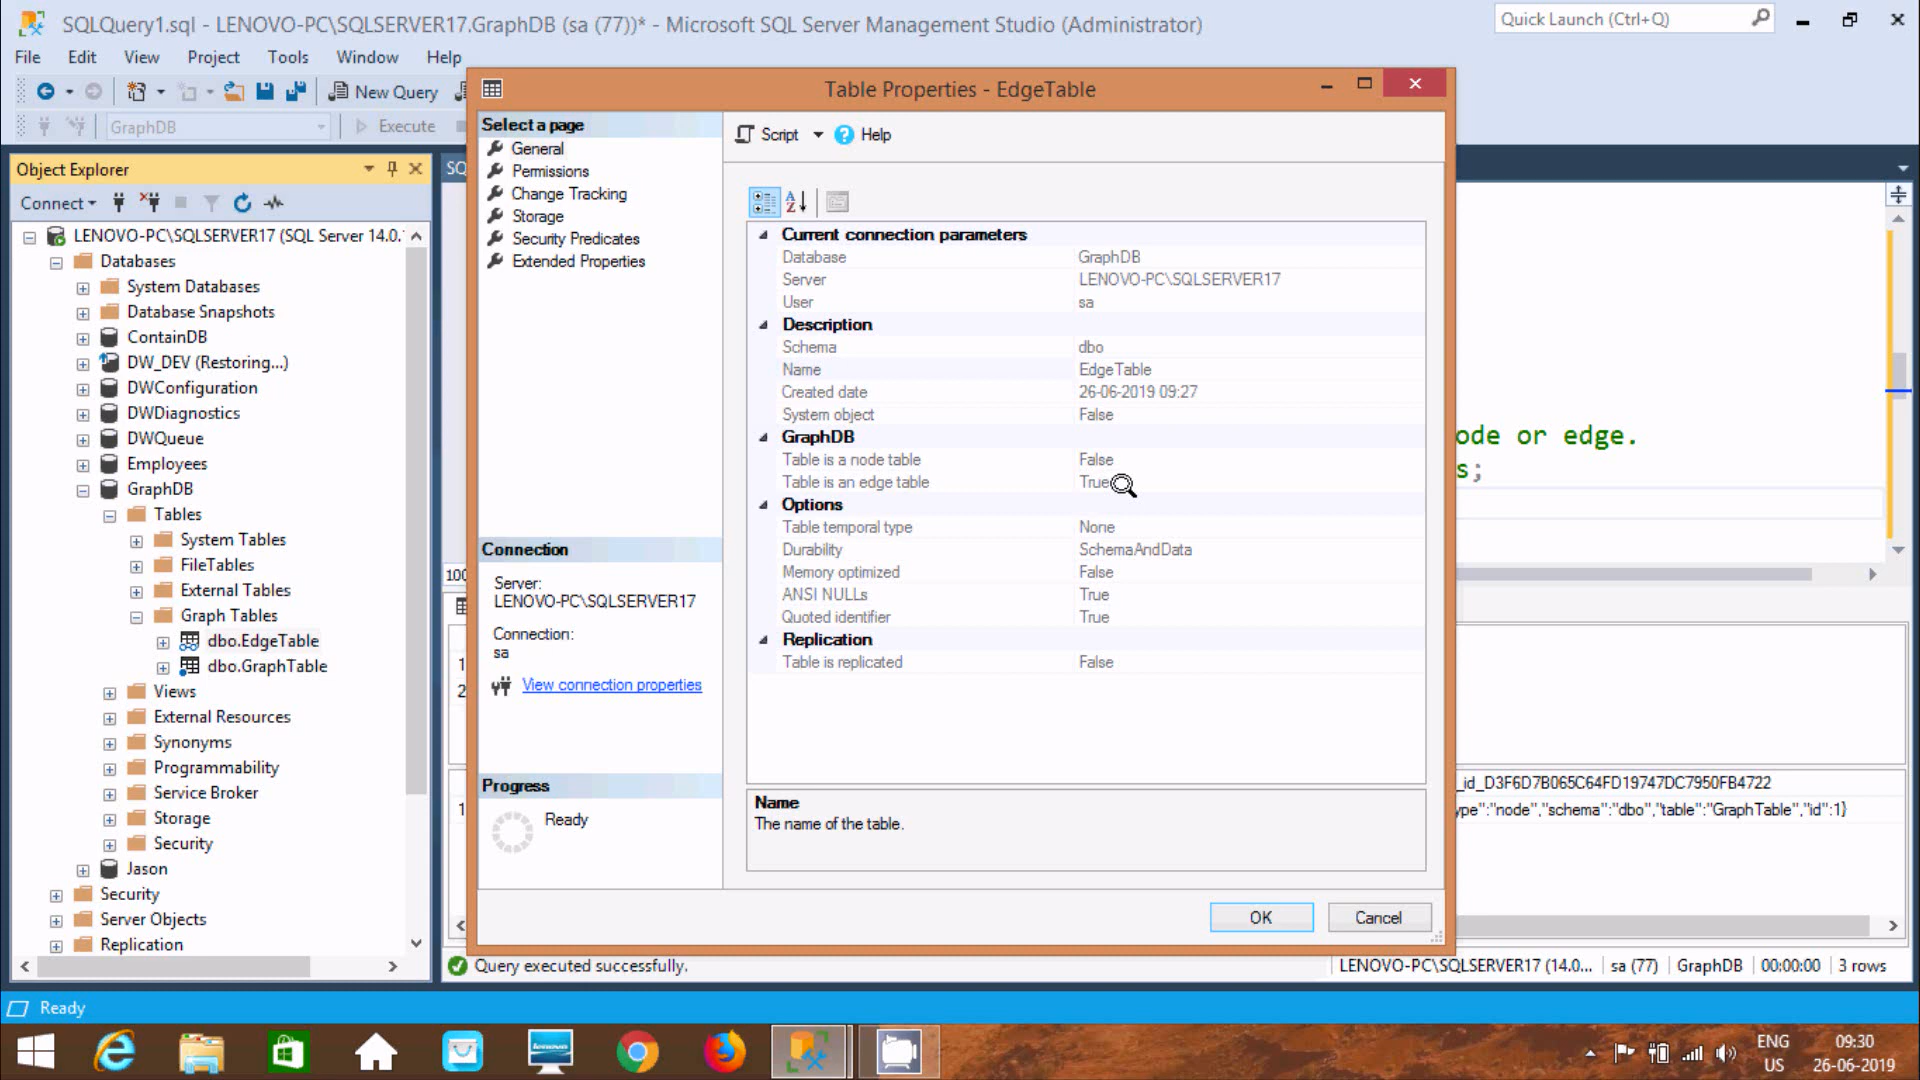 SQLQuery1.sql - LENOVO-PC\SQLSERVER17.GraphDB (sa (77))* - Microsoft SQL Server Management Studio (Administrator)
Quick Launch (Ctrl+Q)
File Edit View Project Tools Window Help
New Query
GraphDB
Execute
Object Explorer
Connect
LENOVO-PC\SQLSERVER17 (SQL Server 14.0.
Databases
System Databases
Database Snapshots
ContainDB
DW_DEV (Restoring...)
DWConfiguration
DWDiagnostics
DWQueue
Employees
GraphDB
Tables
System Tables
FileTables
External Tables
Graph Tables
dbo.EdgeTable
dbo.GraphTable
Views
External Resources
Synonyms
Programmability
Service Broker
Storage
Security
Jason
Security
Server Objects
Replication
Table Properties - EdgeTable
Select a page
General
Permissions
Change Tracking
Storage
Security Predicates
Extended Properties
Connection
Server:
LENOVO-PC\SQLSERVER17
Connection:
sa
View connection properties
Progress
Ready
Script Help
Current connection parameters
Database GraphDB
Server LENOVO-PC\SQLSERVER17
User sa
Description
Schema dbo
Name EdgeTable
Created date 26-06-2019 09:27
System object False
GraphDB
Table is a node table False
Table is an edge table True
Options
Table temporal type None
Durability SchemaAndData
Memory optimized False
ANSI NULLs True
Quoted identifier True
Replication
Table is replicated False
Name
The name of the table.
OK Cancel
SQ
100
1
2
1
ode or edge.
s;
_id_D3F6D7B065C64FD19747DC7950FB4722
ype":"node","schema":"dbo","table":"GraphTable","id":1}
Query executed successfully.
LENOVO-PC\SQLSERVER17 (14.0... sa (77) GraphDB 00:00:00 3 rows
Ready
ENG
US
09:30
26-06-2019